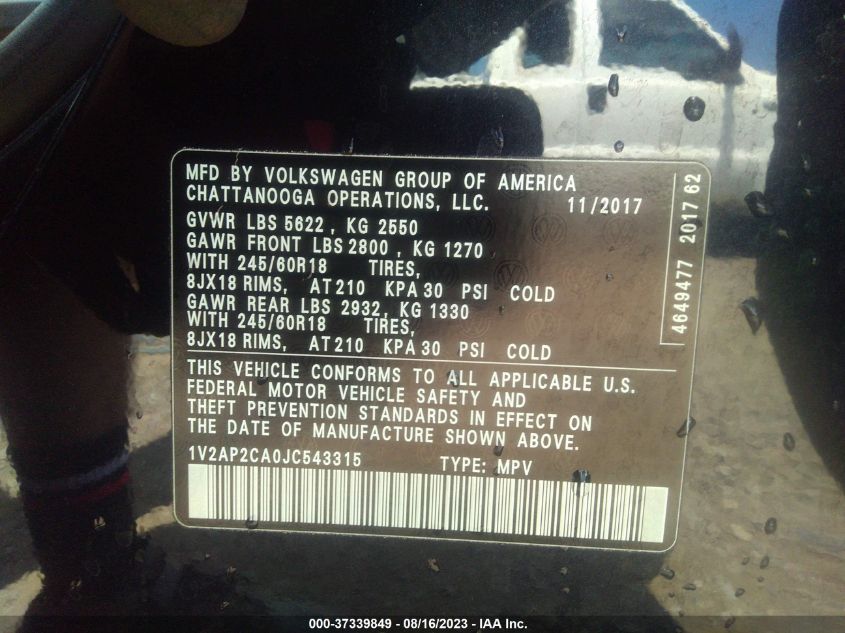 MFD BY VOLKSWAGEN GROUP OF AMERICA
CHATTANOOGA OPERATIONS, LLC. 11/2017
GVWR LBS 5622 , KG 2550
GAWR FRONT LBS 2800 , KG 1270
WITH 245/60R18 TIRES,
8JX18 RIMS, AT 210 KPA 30 PSI COLD
GAWR REAR LBS 2932, KG 1330
WITH 245/60R18 TIRES,
8JX18 RIMS, AT 210 KPA 30 PSI COLD
4649477 2017 62
THIS VEHICLE CONFORMS TO ALL APPLICABLE U.S.
FEDERAL MOTOR VEHICLE SAFETY AND
THEFT PREVENTION STANDARDS IN EFFECT ON
THE DATE OF MANUFACTURE SHOWN ABOVE.
1V2AP2CA0JC543315 TYPE: MPV
000-37339849 - 08/16/2023 - IAA Inc.